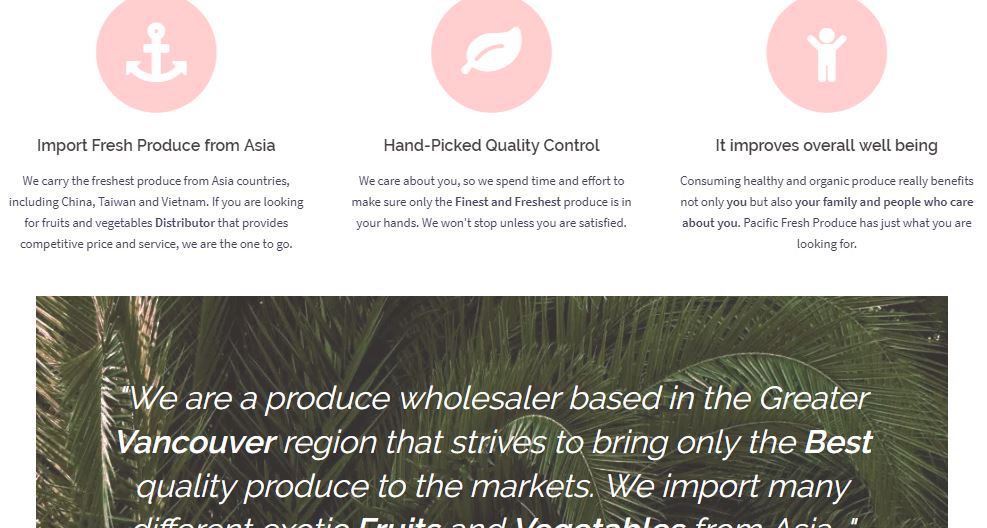 Import Fresh Produce from Asia
We carry the freshest produce from Asia countries,
including China, Taiwan and Vietnam. If you are looking
for fruits and vegetables Distributor that provides
competitive price and service, we are the one to go.
Hand-Picked Quality Control
We care about you, so we spend time and effort to
make sure only the Finest and Freshest produce is in
your hands. We won't stop unless you are satisfied.
It improves overall well being
Consuming healthy and organic produce really benefits
not only you but also your family and people who care
about you. Pacific Fresh Produce has just what you are
looking for.
"We are a produce wholesaler based in the Greater
Vancouver region that strives to bring only the Best
quality produce to the markets. We import many
different exotic Fruits and Vegetables from Asia. "